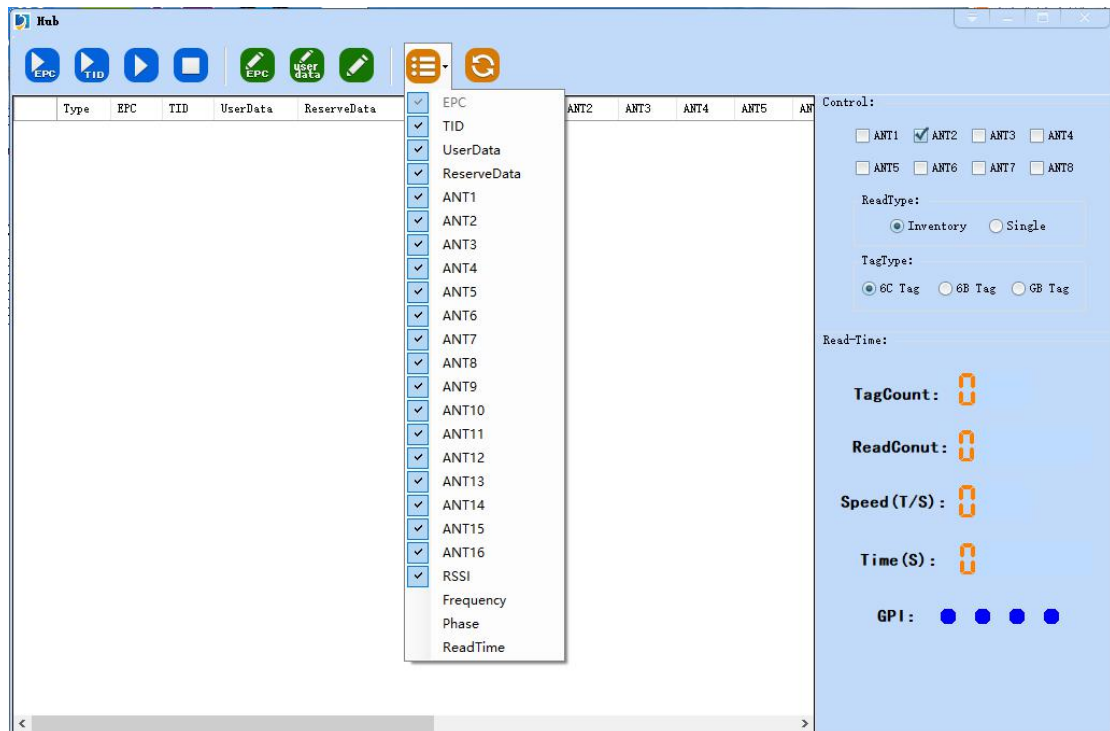 Hub
EPC TID EPC user data
Type EPC TID UserData ReserveData ANT2 ANT3 ANT4 ANT5 AN
EPC
TID
UserData
ReserveData
ANT1
ANT2
ANT3
ANT4
ANT5
ANT6
ANT7
ANT8
ANT9
ANT10
ANT11
ANT12
ANT13
ANT14
ANT15
ANT16
RSSI
Frequency
Phase
ReadTime
Control:
ANT1 ANT2 ANT3 ANT4
ANT5 ANT6 ANT7 ANT8
ReadType:
Inventory Single
TagType:
6C Tag 6B Tag GB Tag
Read-Time:
TagCount: 0
ReadConut: 0
Speed(T/S): 0
Time(S): 0
GPI: